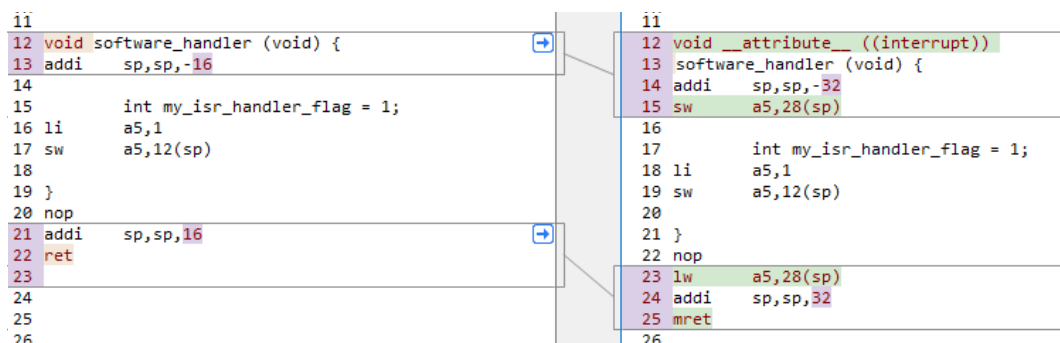 11
12 void software_handler (void) {
13 addi sp,sp,-16
14
15 int my_isr_handler_flag = 1;
16 li a5,1
17 sw a5,12(sp)
18
19 }
20 nop
21 addi sp,sp,16
22 ret
23
24
25
26
11
12 void __attribute__ ((interrupt))
13 software_handler (void) {
14 addi sp,sp,-32
15 sw a5,28(sp)
16
17 int my_isr_handler_flag = 1;
18 li a5,1
19 sw a5,12(sp)
20
21 }
22 nop
23 lw a5,28(sp)
24 addi sp,sp,32
25 mret
26